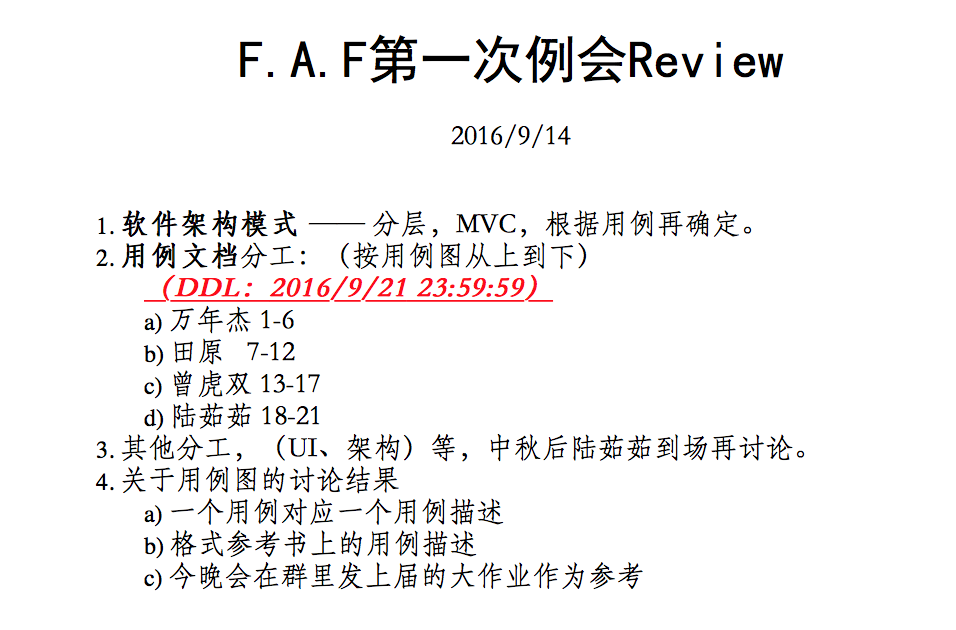 F.A.F第一次例会Review
2016/9/14
1. 软件架构模式 —— 分层，MVC，根据用例再确定。
2. 用例文档分工：（按用例图从上到下）
（DDL：2016/9/21 23:59:59）
a) 万年杰 1-6
b) 田原 7-12
c) 曾虎双 13-17
d) 陆茹茹 18-21
3. 其他分工，（UI、架构）等，中秋后陆茹茹到场再讨论。
4. 关于用例图的讨论结果
a) 一个用例对应一个用例描述
b) 格式参考书上的用例描述
c) 今晚会在群里发上届的大作业作为参考